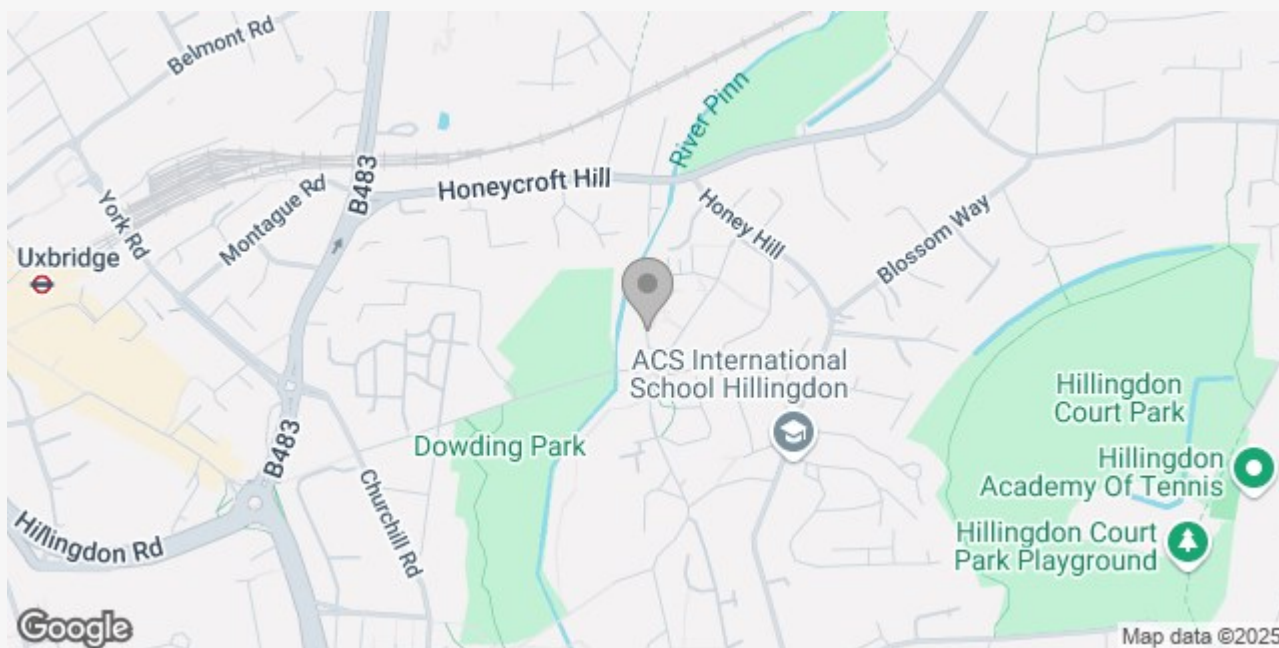 Belmont Rd
River Pinn
B483
Honeycroft Hill
Montague Rd
York Rd
Honey Hill
Blossom Way
Uxbridge
ACS International
School Hillingdon
Hillingdon
Court Park
Dowding Park
B483
Hillingdon
Academy Of Tennis
Churchill Rd
Hillingdon Rd
Hillingdon Court
Park Playground
Google
Map data ©2025